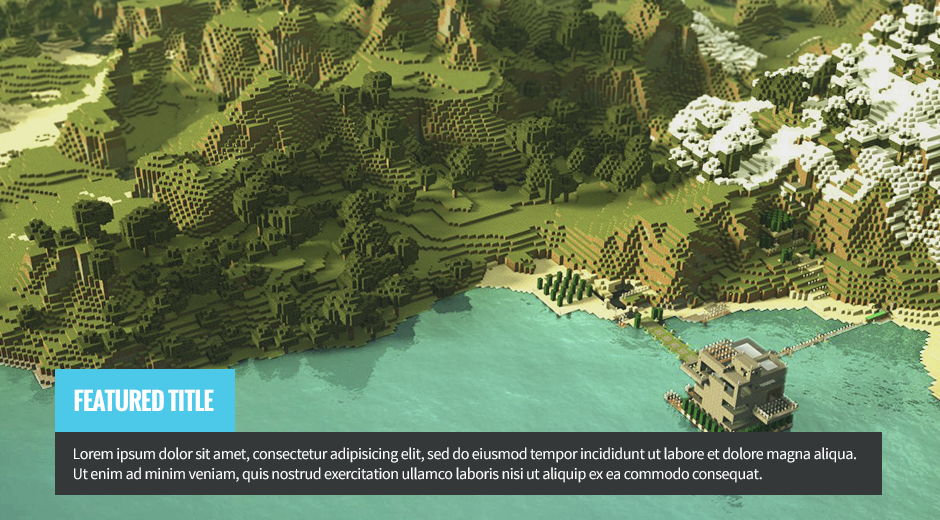 FEATURED TITLE
Lorem ipsum dolor sit amet, consectetur adipisicing elit, sed do eiusmod tempor incididunt ut labore et dolore magna aliqua.
Ut enim ad minim veniam, quis nostrud exercitation ullamco laboris nisi ut aliquip ex ea commodo consequat.